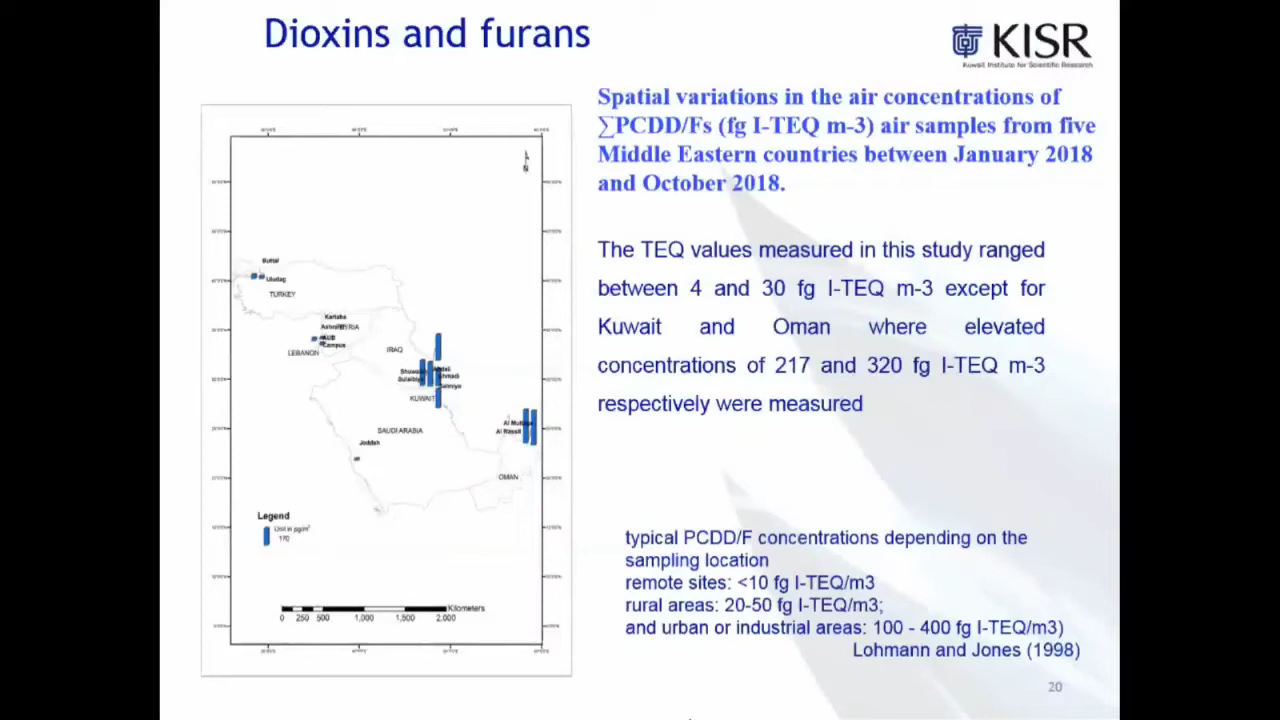 Dioxins and furans
KISR
Kuwait Institute for Scientific Research
Spatial variations in the air concentrations of
∑PCDD/Fs (fg I-TEQ m-3) air samples from five
Middle Eastern countries between January 2018
and October 2018.
The TEQ values measured in this study ranged
between 4 and 30 fg I-TEQ m-3 except for
Kuwait and Oman where elevated
concentrations of 217 and 320 fg I-TEQ m-3
respectively were measured
typical PCDD/F concentrations depending on the
sampling location
remote sites: <10 fg I-TEQ/m3
rural areas: 20-50 fg I-TEQ/m3;
and urban or industrial areas: 100 - 400 fg I-TEQ/m3)
Lohmann and Jones (1998)
20
Uludag
TURKEY
Kartaba
Campus
LEBANON
IRAQ
KUWAIT
SAUDI ARABIA
Jeddah
OMAN
Legend
170
Kilometers
0 250 500 1,000 1,500 2,000